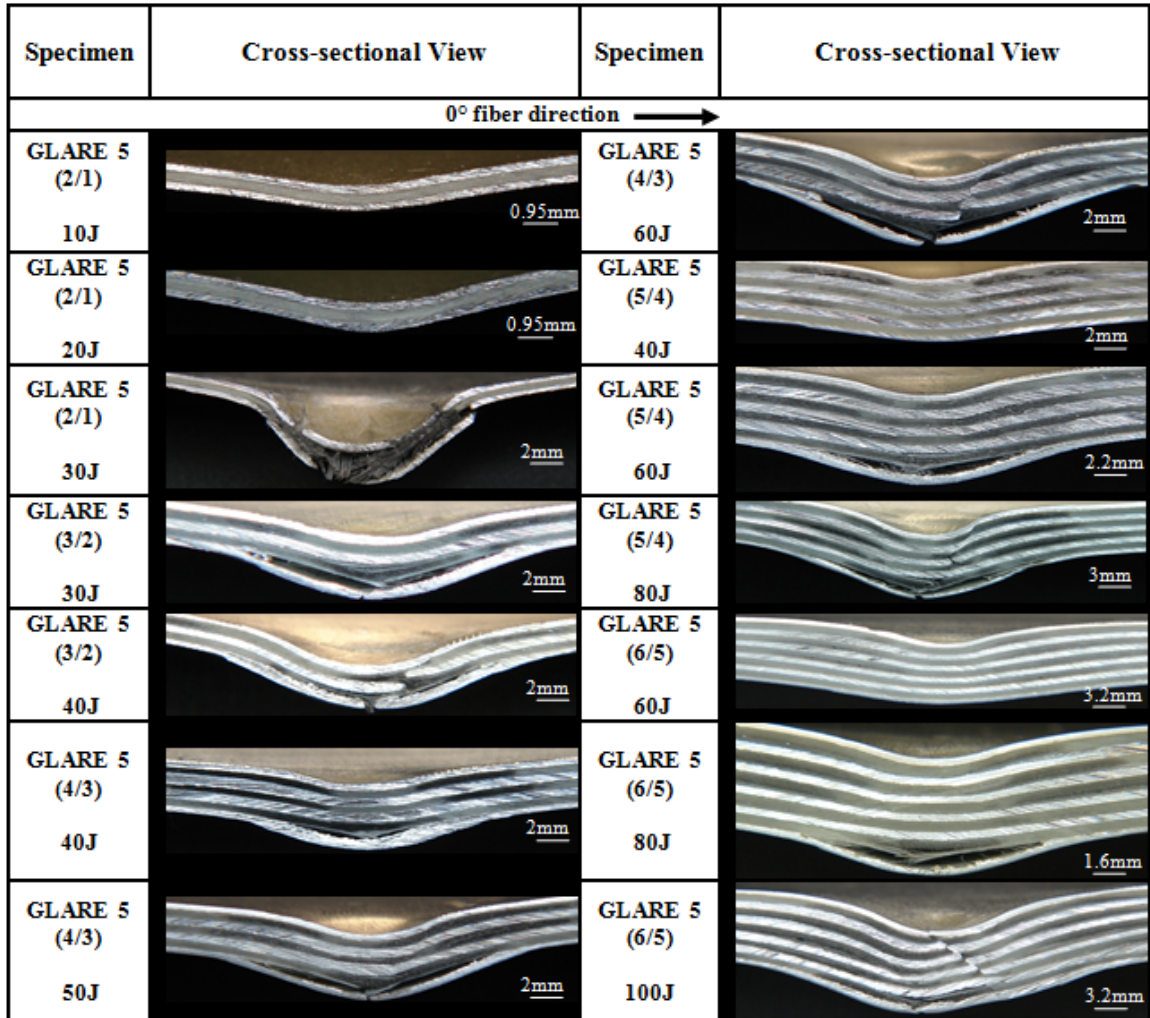 Specimen Cross-sectional View Specimen Cross-sectional View
0° fiber direction
GLARE 5
(2/1)
10J
0.95mm
GLARE 5
(4/3)
60J
2mm
GLARE 5
(2/1)
20J
0.95mm
GLARE 5
(5/4)
40J
2mm
GLARE 5
(2/1)
30J
2mm
GLARE 5
(5/4)
60J
2.2mm
GLARE 5
(3/2)
30J
2mm
GLARE 5
(5/4)
80J
3mm
GLARE 5
(3/2)
40J
2mm
GLARE 5
(6/5)
60J
3.2mm
GLARE 5
(4/3)
40J
2mm
GLARE 5
(6/5)
80J
1.6mm
GLARE 5
(4/3)
50J
2mm
GLARE 5
(6/5)
100J
3.2mm